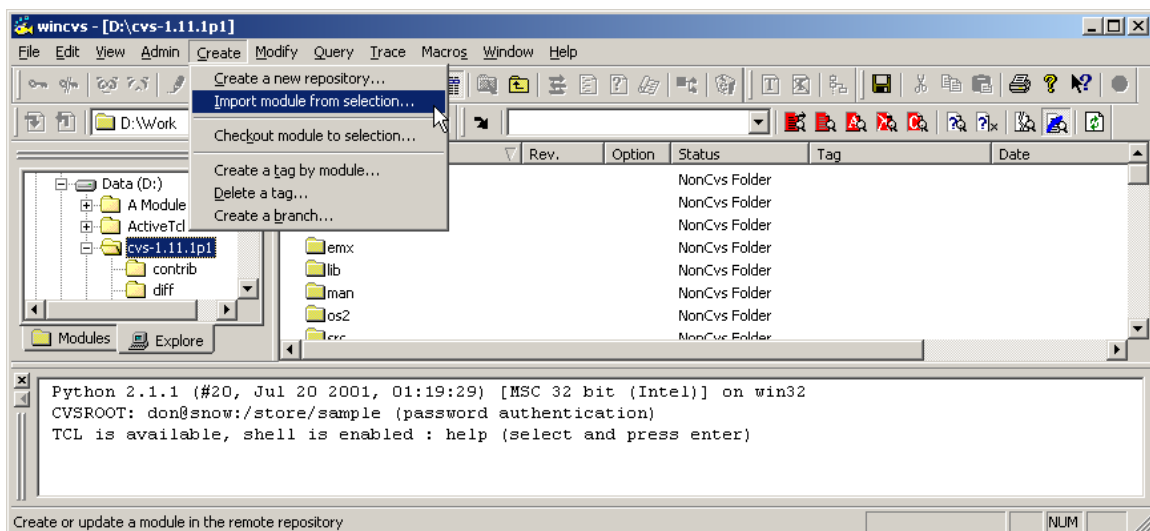 wincvs - [D:\cvs-1.11.1p1]
File Edit View Admin Create Modify Query Trace Macros Window Help
Create a new repository...
Import module from selection...
Checkout module to selection...
Create a tag by module...
Delete a tag...
Create a branch...
D:\Work
Rev. Option Status Tag Date
Data (D:)
A Module
ActiveTcl
cvs-1.11.1p1
contrib
diff
Modules Explore
NonCvs Folder
NonCvs Folder
NonCvs Folder
emx NonCvs Folder
lib NonCvs Folder
man NonCvs Folder
os2 NonCvs Folder
src NonCvs Folder
Python 2.1.1 (#20, Jul 20 2001, 01:19:29) [MSC 32 bit (Intel)] on win32
CVSROOT: don@snow:/store/sample (password authentication)
TCL is available, shell is enabled : help (select and press enter)
Create or update a module in the remote repository NUM